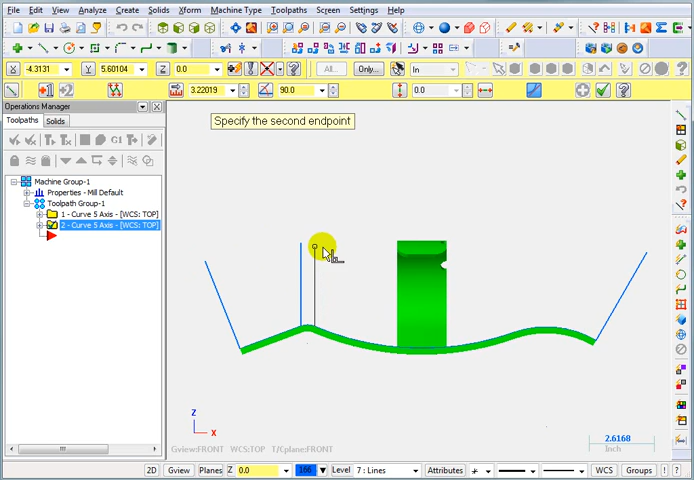 File Edit View Analyze Create Solids Xform Machine Type Toolpaths Screen Settings Help
X -4.3131 Y 5.60104 Z 0.0 All... Only... In
+1 +2 3.22019 90.0 0.0
Operations Manager
Specify the second endpoint
Toolpaths Solids
G1
Machine Group-1
Properties - Mill Default
Toolpath Group-1
1 - Curve 5 Axis - [WCS: TOP]
2 - Curve 5 Axis - [WCS: TOP]
Z
X
2.6168
Inch
Gview:FRONT WCS:TOP T/Cplane:FRONT
2D Gview Planes Z 0.0 166 Level 7 : Lines Attributes WCS Groups ! ?